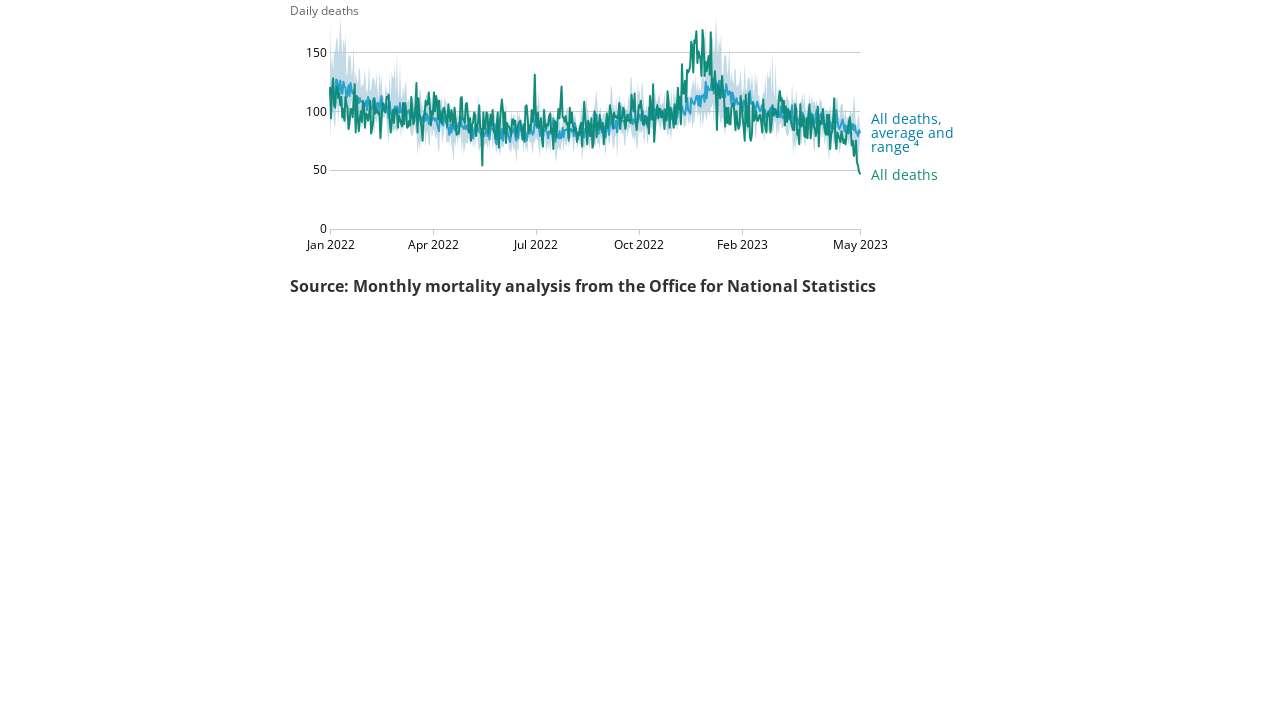 Daily deaths
150
100
50
0
Jan 2022
Apr 2022
Jul 2022
Oct 2022
Feb 2023
May 2023
All deaths,
average and
range ⁴
All deaths
Source: Monthly mortality analysis from the Office for National Statistics